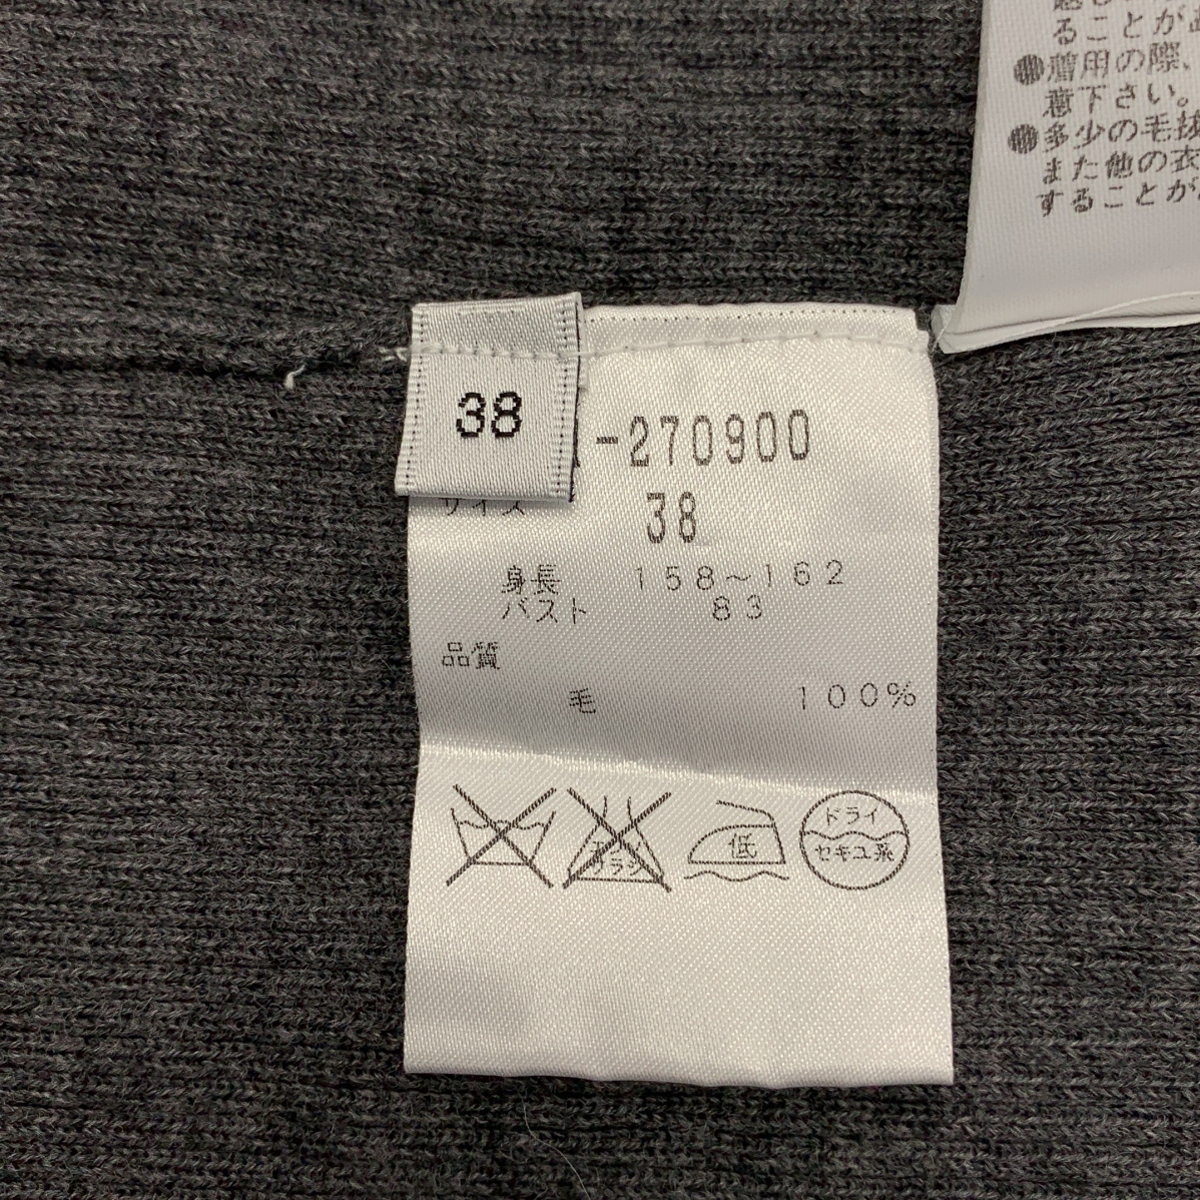 ることが
●着用の際、
意下さい。
●多少の毛抜
また他の衣
することが
38
-270900
サイズ 38
身長 158～162
バスト 83
品質
毛 100%
低
ドライ
セキユ系